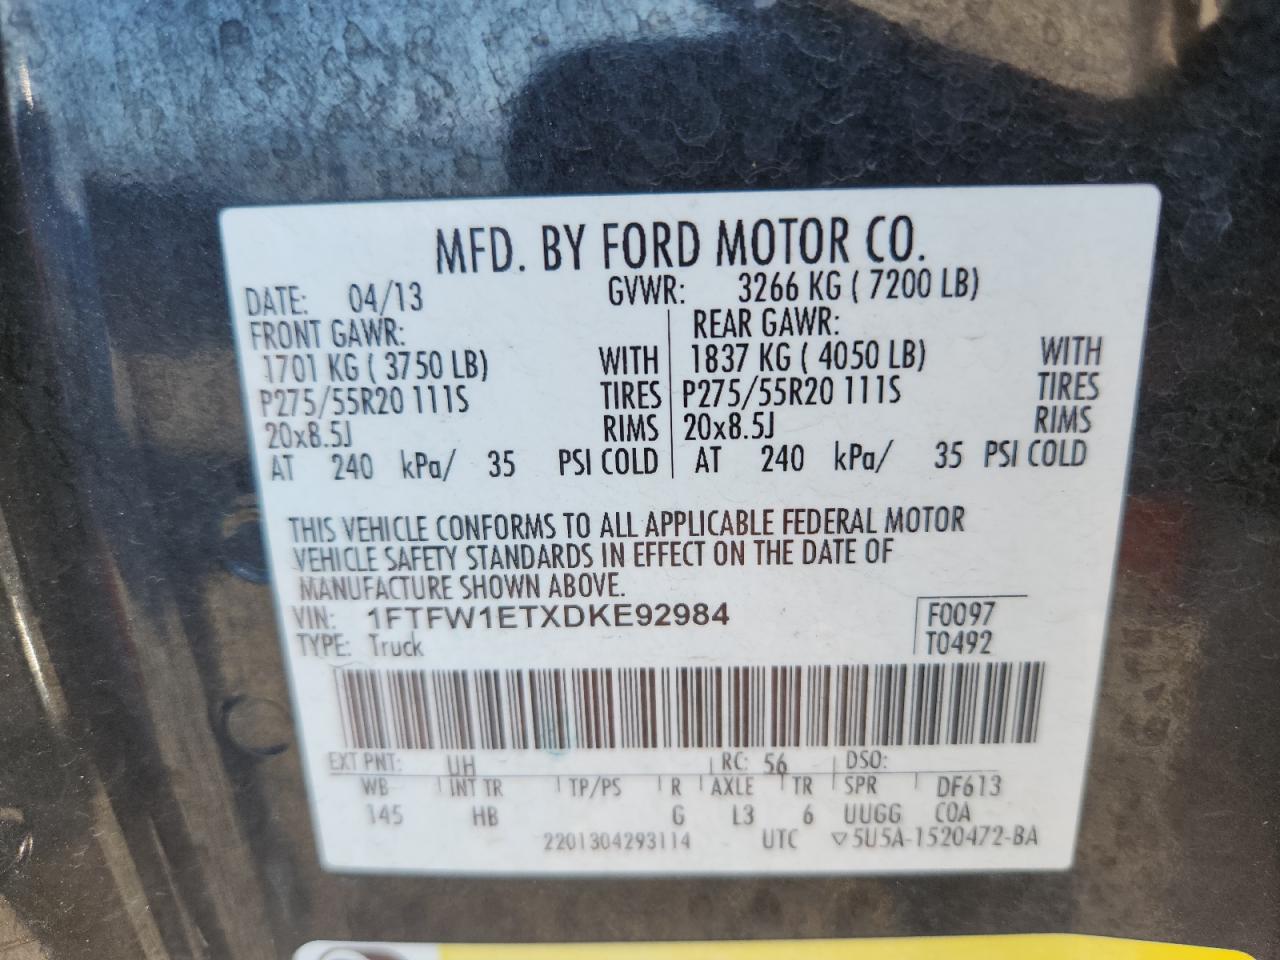 MFD. BY FORD MOTOR CO.
DATE: 04/13 GVWR: 3266 KG ( 7200 LB)
FRONT GAWR: REAR GAWR:
1701 KG ( 3750 LB) WITH 1837 KG ( 4050 LB) WITH
P275/55R20 111S TIRES P275/55R20 111S TIRES
20x8.5J RIMS 20x8.5J RIMS
AT 240 kPa/ 35 PSI COLD AT 240 kPa/ 35 PSI COLD
THIS VEHICLE CONFORMS TO ALL APPLICABLE FEDERAL MOTOR
VEHICLE SAFETY STANDARDS IN EFFECT ON THE DATE OF
MANUFACTURE SHOWN ABOVE.
VIN: 1FTFW1ETXDKE92984 F0097
TYPE: Truck T0492
EXT PNT: UH RC: 56 DSO:
WB INT TR TP/PS R AXLE TR SPR DF613
145 HB G L3 6 UUGG COA
2201304293114 UTC ▽5U5A-1520472-BA